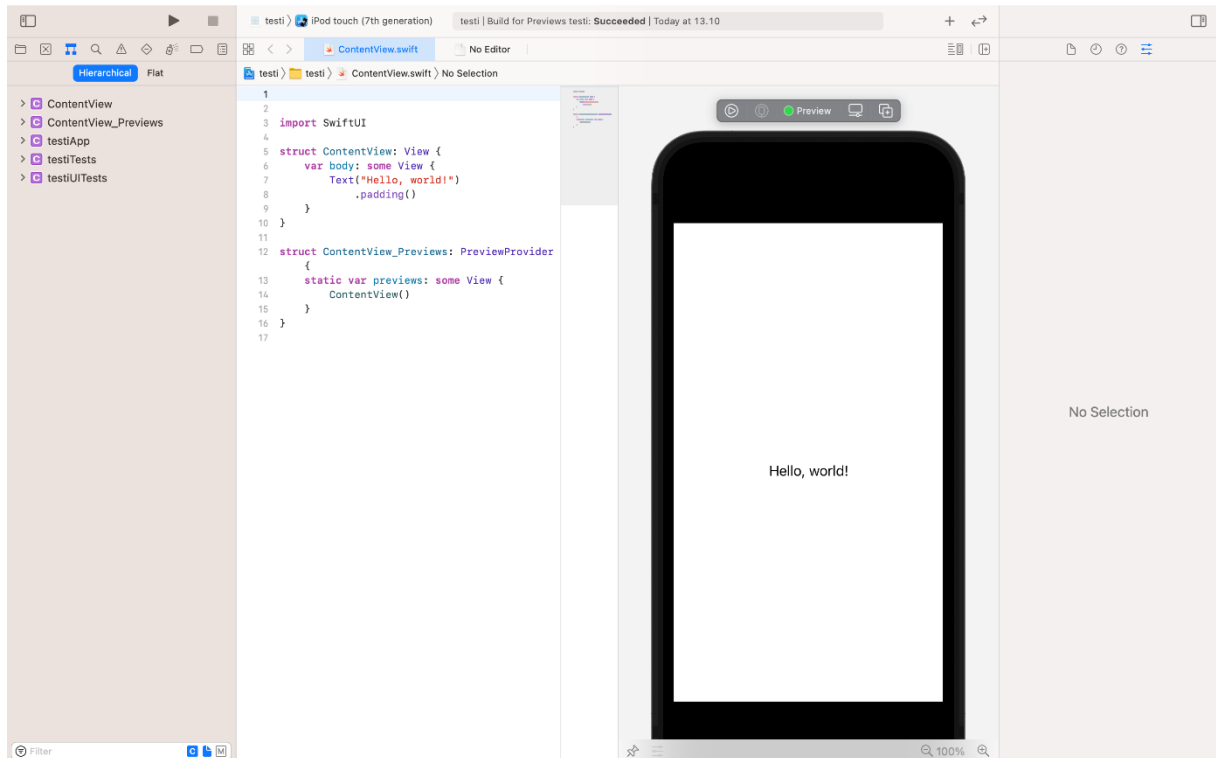 testi 〉 iPod touch (7th generation)
testi | Build for Previews testi: Succeeded | Today at 13.10
ContentView.swift
No Editor
Hierarchical Flat
testi 〉 testi 〉 ContentView.swift 〉 No Selection
ContentView
ContentView_Previews
testiApp
testiTests
testiUITests
1
2
3 import SwiftUI
4
5 struct ContentView: View {
6 var body: some View {
7 Text("Hello, world!")
8 .padding()
9 }
10 }
11
12 struct ContentView_Previews: PreviewProvider
{
13 static var previews: some View {
14 ContentView()
15 }
16 }
17
Preview
Hello, world!
No Selection
Filter
C
M
100%